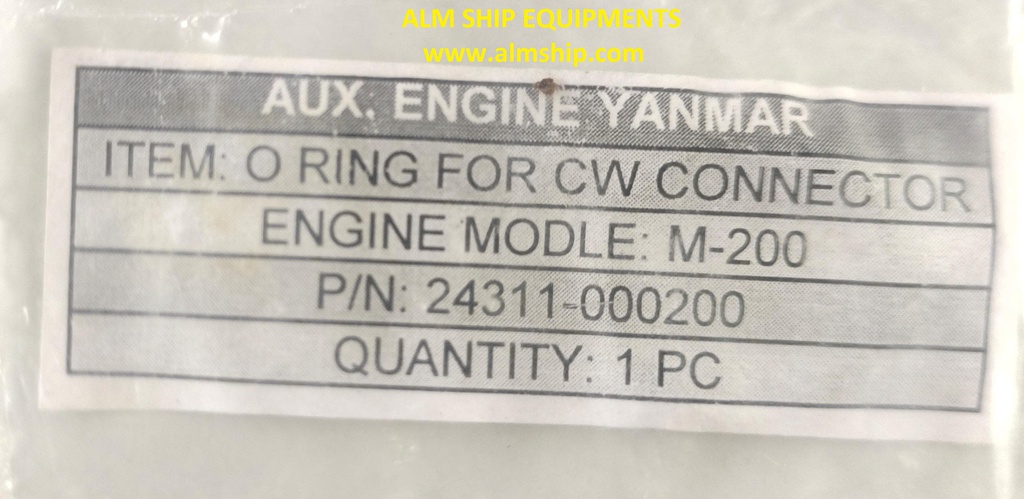 ALM SHIP EQUIPMENTS
www.almship.com
AUX. ENGINE YANMAR
ITEM: O RING FOR CW CONNECTOR
ENGINE MODLE: M-200
P/N: 24311-000200
QUANTITY: 1 PC